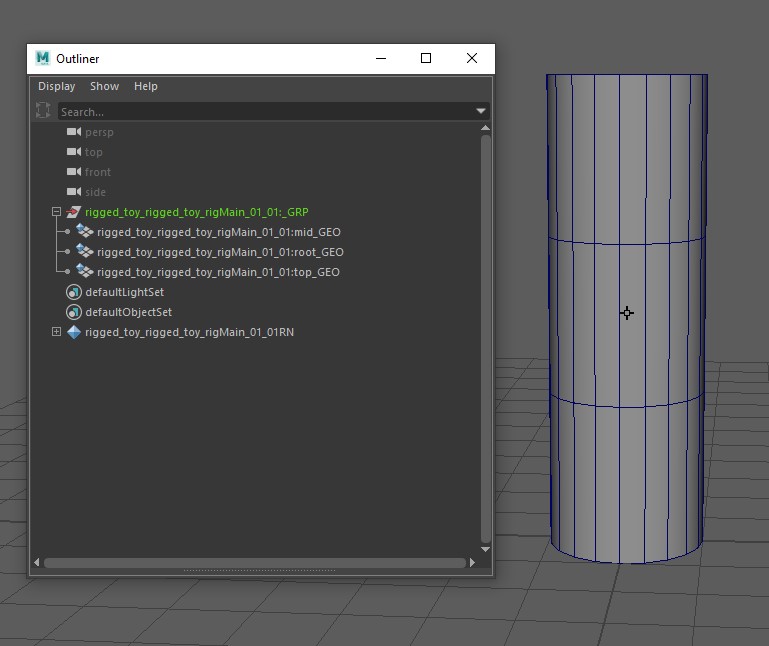 Outliner
Display Show Help
Search...
persp
top
front
side
rigged_toy_rigged_toy_rigMain_01_01:_GRP
rigged_toy_rigged_toy_rigMain_01_01:mid_GEO
rigged_toy_rigged_toy_rigMain_01_01:root_GEO
rigged_toy_rigged_toy_rigMain_01_01:top_GEO
defaultLightSet
defaultObjectSet
rigged_toy_rigged_toy_rigMain_01_01RN